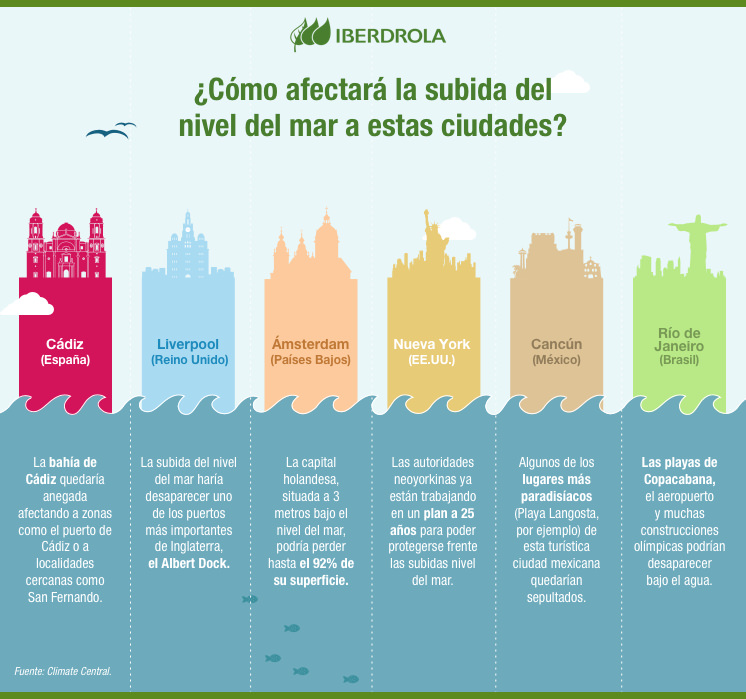 IBERDROLA
¿Cómo afectará la subida del
nivel del mar a estas ciudades?
Cádiz
(España)
Liverpool
(Reino Unido)
Ámsterdam
(Países Bajos)
Nueva York
(EE.UU.)
Cancún
(México)
Río de
Janeiro
(Brasil)
La bahía de
Cádiz quedaría
anegada
afectando a zonas
como el puerto de
Cádiz o a
localidades
cercanas como
San Fernando.
La subida del nivel
del mar haría
desaparecer uno
de los puertos
más importantes
de Inglaterra,
el Albert Dock.
La capital
holandesa,
situada a 3
metros bajo el
nivel del mar,
podría perder
hasta el 92% de
su superficie.
Las autoridades
neoyorkinas ya
están trabajando
en un plan a 25
años para poder
protegerse frente
las subidas nivel
del mar.
Algunos de los
lugares más
paradisíacos
(Playa Langosta,
por ejemplo) de
esta turística
ciudad mexicana
quedarían
sepultados.
Las playas de
Copacabana,
el aeropuerto
y muchas
construcciones
olímpicas podrían
desaparecer
bajo el agua.
Fuente: Climate Central.